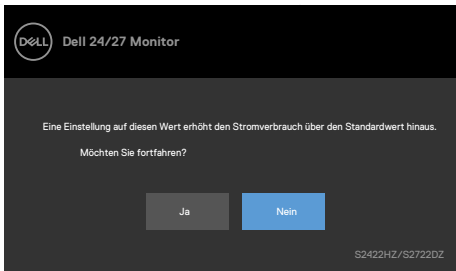 DELL Dell 24/27 Monitor
Eine Einstellung auf diesen Wert erhöht den Stromverbrauch über den Standardwert hinaus.
Möchten Sie fortfahren?
Ja Nein
S2422HZ/S2722DZ